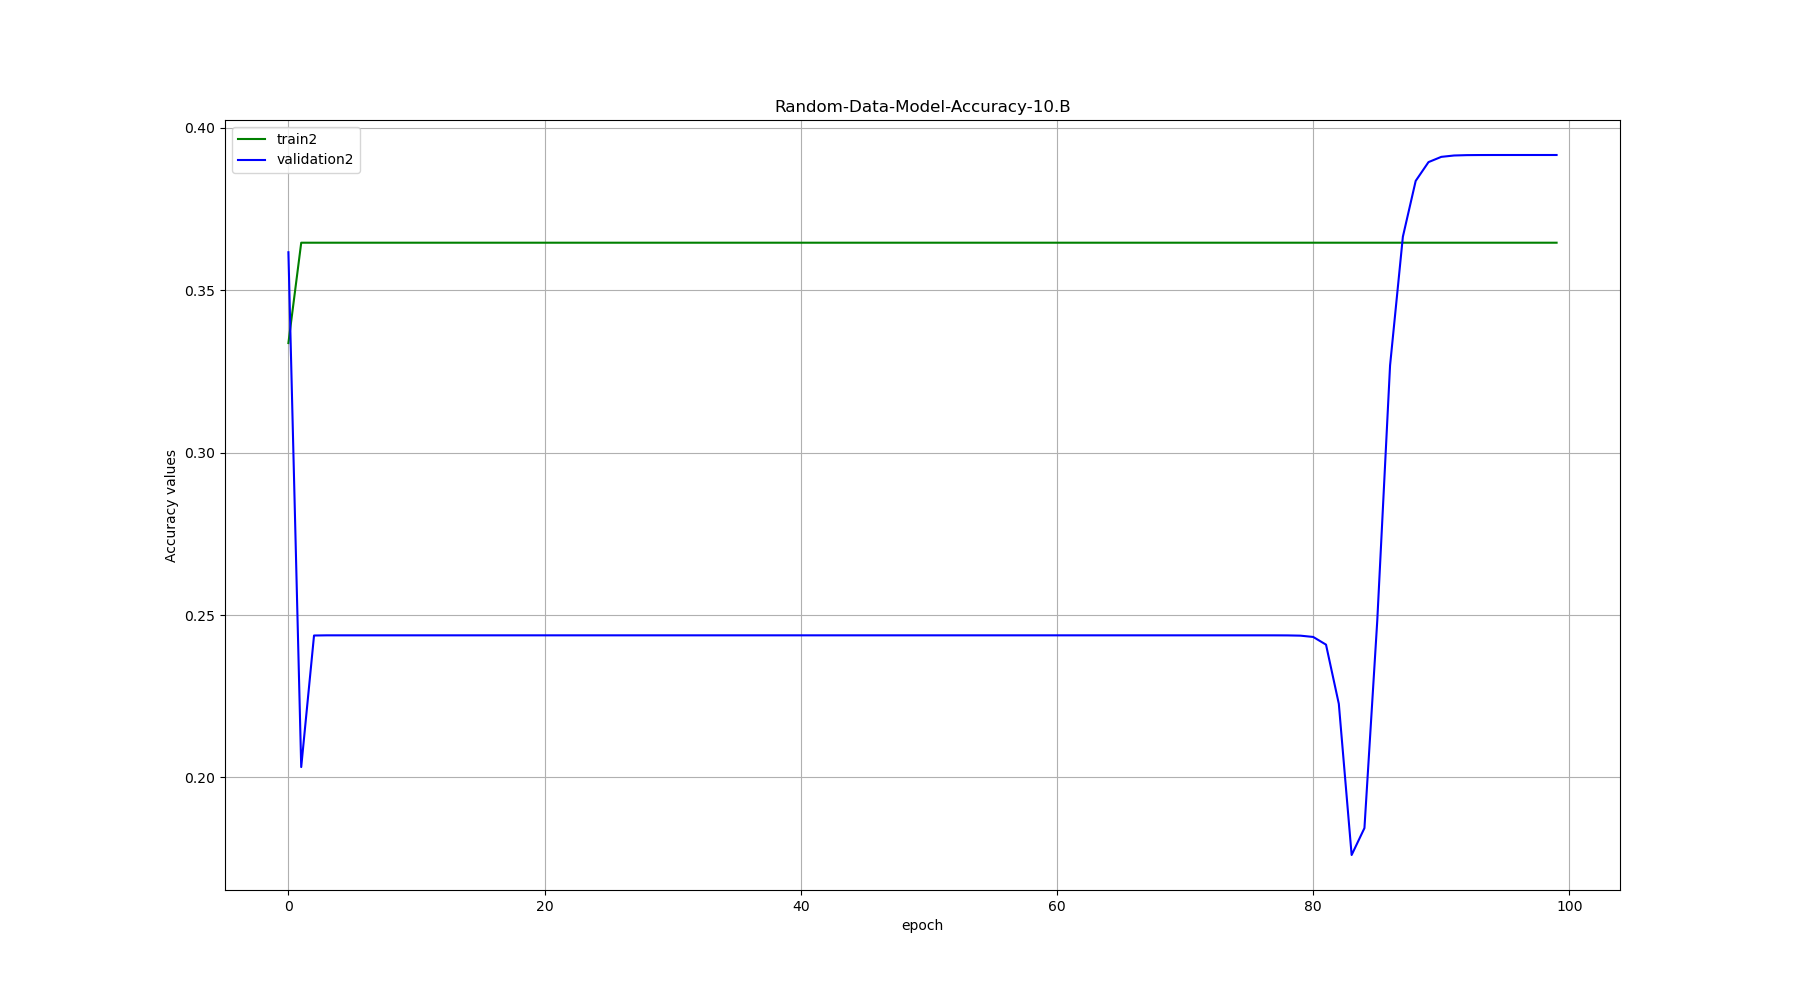 Random-Data-Model-Accuracy-10.B
train2
validation2
0.40
0.35
0.30
0.25
0.20
Accuracy values
0 20 40 60 80 100
epoch